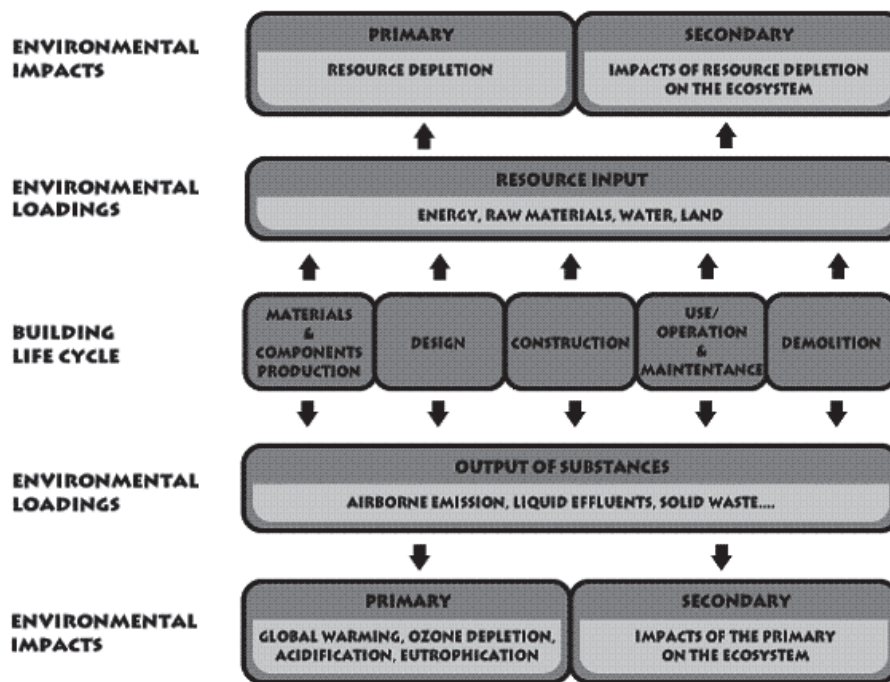 ENVIRONMENTAL
IMPACTS
PRIMARY
RESOURCE DEPLETION
SECONDARY
IMPACTS OF RESOURCE DEPLETION
ON THE ECOSYSTEM
ENVIRONMENTAL
LOADINGS
RESOURCE INPUT
ENERGY, RAW MATERIALS, WATER, LAND
BUILDING
LIFE CYCLE
MATERIALS
&
COMPONENTS
PRODUCTION
DESIGN
CONSTRUCTION
USE/
OPERATION
&
MAINTENTANCE
DEMOLITION
ENVIRONMENTAL
LOADINGS
OUTPUT OF SUBSTANCES
AIRBORNE EMISSION, LIQUID EFFLUENTS, SOLID WASTE....
ENVIRONMENTAL
IMPACTS
PRIMARY
GLOBAL WARMING, OZONE DEPLETION,
ACIDIFICATION, EUTROPHICATION
SECONDARY
IMPACTS OF THE PRIMARY
ON THE ECOSYSTEM